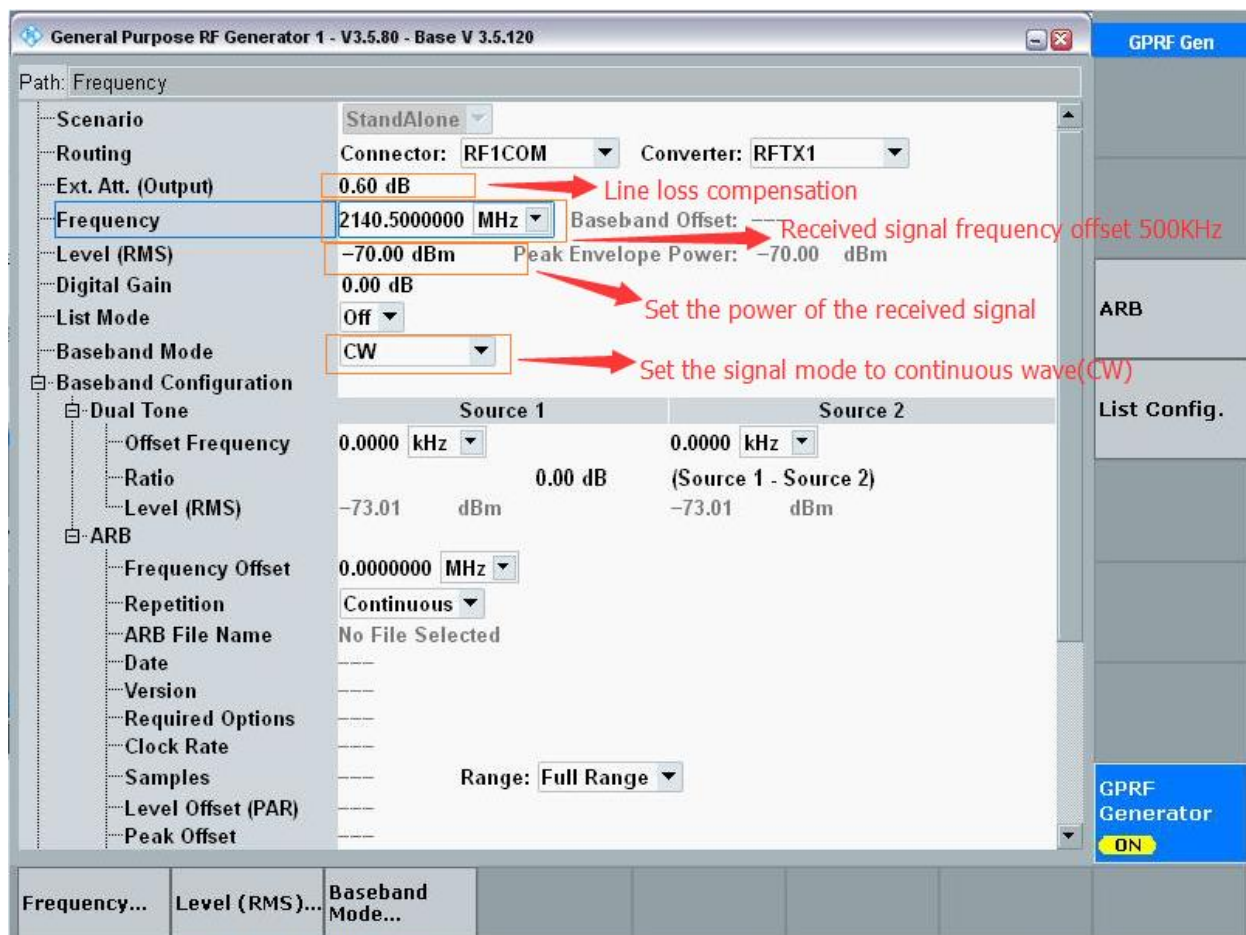 General Purpose RF Generator 1 - V3.5.80 - Base V 3.5.120
GPRF Gen
Path: Frequency
Scenario StandAlone
Routing Connector: RF1COM Converter: RFTX1
Ext. Att. (Output) 0.60 dB Line loss compensation
Frequency 2140.5000000 MHz Baseband Offset: --- Received signal frequency offset 500KHz
Level (RMS) -70.00 dBm Peak Envelope Power: -70.00 dBm
Digital Gain 0.00 dB
Set the power of the received signal
List Mode Off
Baseband Mode CW
Set the signal mode to continuous wave(CW)
Baseband Configuration
Dual Tone Source 1 Source 2
Offset Frequency 0.0000 kHz 0.0000 kHz
Ratio 0.00 dB (Source 1 - Source 2)
Level (RMS) -73.01 dBm -73.01 dBm
ARB
Frequency Offset 0.0000000 MHz
Repetition Continuous
ARB File Name No File Selected
Date ---
Version ---
Required Options ---
Clock Rate ---
Samples --- Range: Full Range
Level Offset (PAR) ---
Peak Offset ---
ARB
List Config.
GPRF
Generator
ON
Frequency... Level (RMS)... Baseband
Mode...